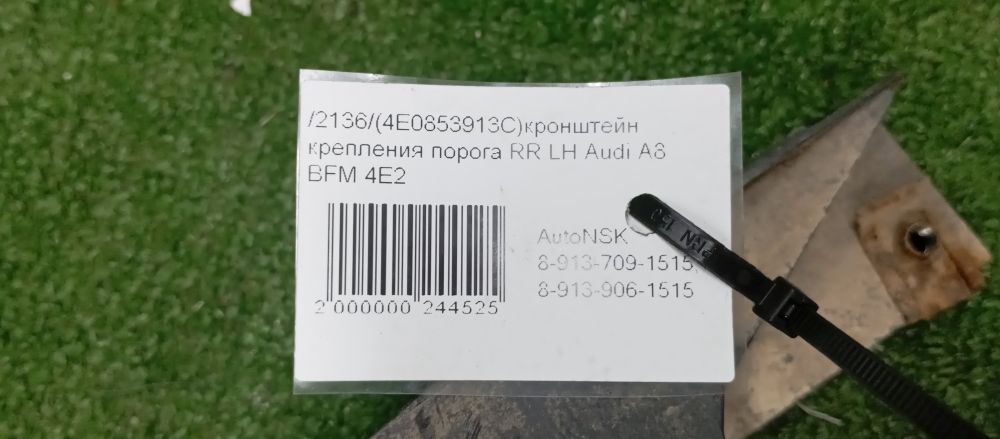 /2136/(4E0853913C)кронштейн
крепления порога RR LH Audi A8
BFM 4E2
AutoNSK
8-913-709-1515
8-913-906-1515
2 000000 244525